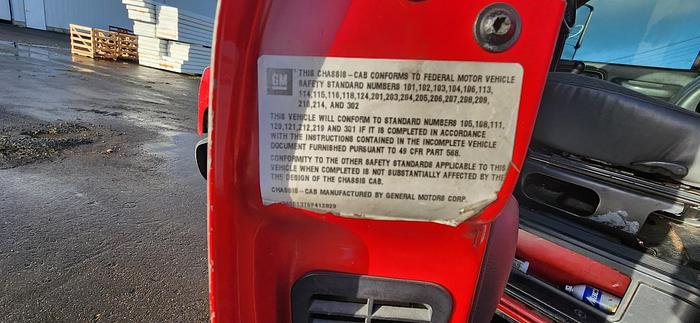 GM
THIS CHASSIS-CAB CONFORMS TO FEDERAL MOTOR VEHICLE
SAFETY STANDARD NUMBERS 101,102,103,104,106,113,
114,115,116,118,124,201,203,204,205,206,207,208,209,
210,214, AND 302
THIS VEHICLE WILL CONFORM TO STANDARD NUMBERS 105,108,111,
120,121,212,219 AND 301 IF IT IS COMPLETED IN ACCORDANCE
WITH THE INSTRUCTIONS CONTAINED IN THE INCOMPLETE VEHICLE
DOCUMENT FURNISHED PURSUANT TO 49 CFR PART 568.
CONFORMITY TO THE OTHER SAFETY STANDARDS APPLICABLE TO THIS
VEHICLE WHEN COMPLETED IS NOT SUBSTANTIALLY AFFECTED BY THE
THE DESIGN OF THE CHASSIS CAB.
CHASSIS-CAB MANUFACTURED BY GENERAL MOTORS CORP.